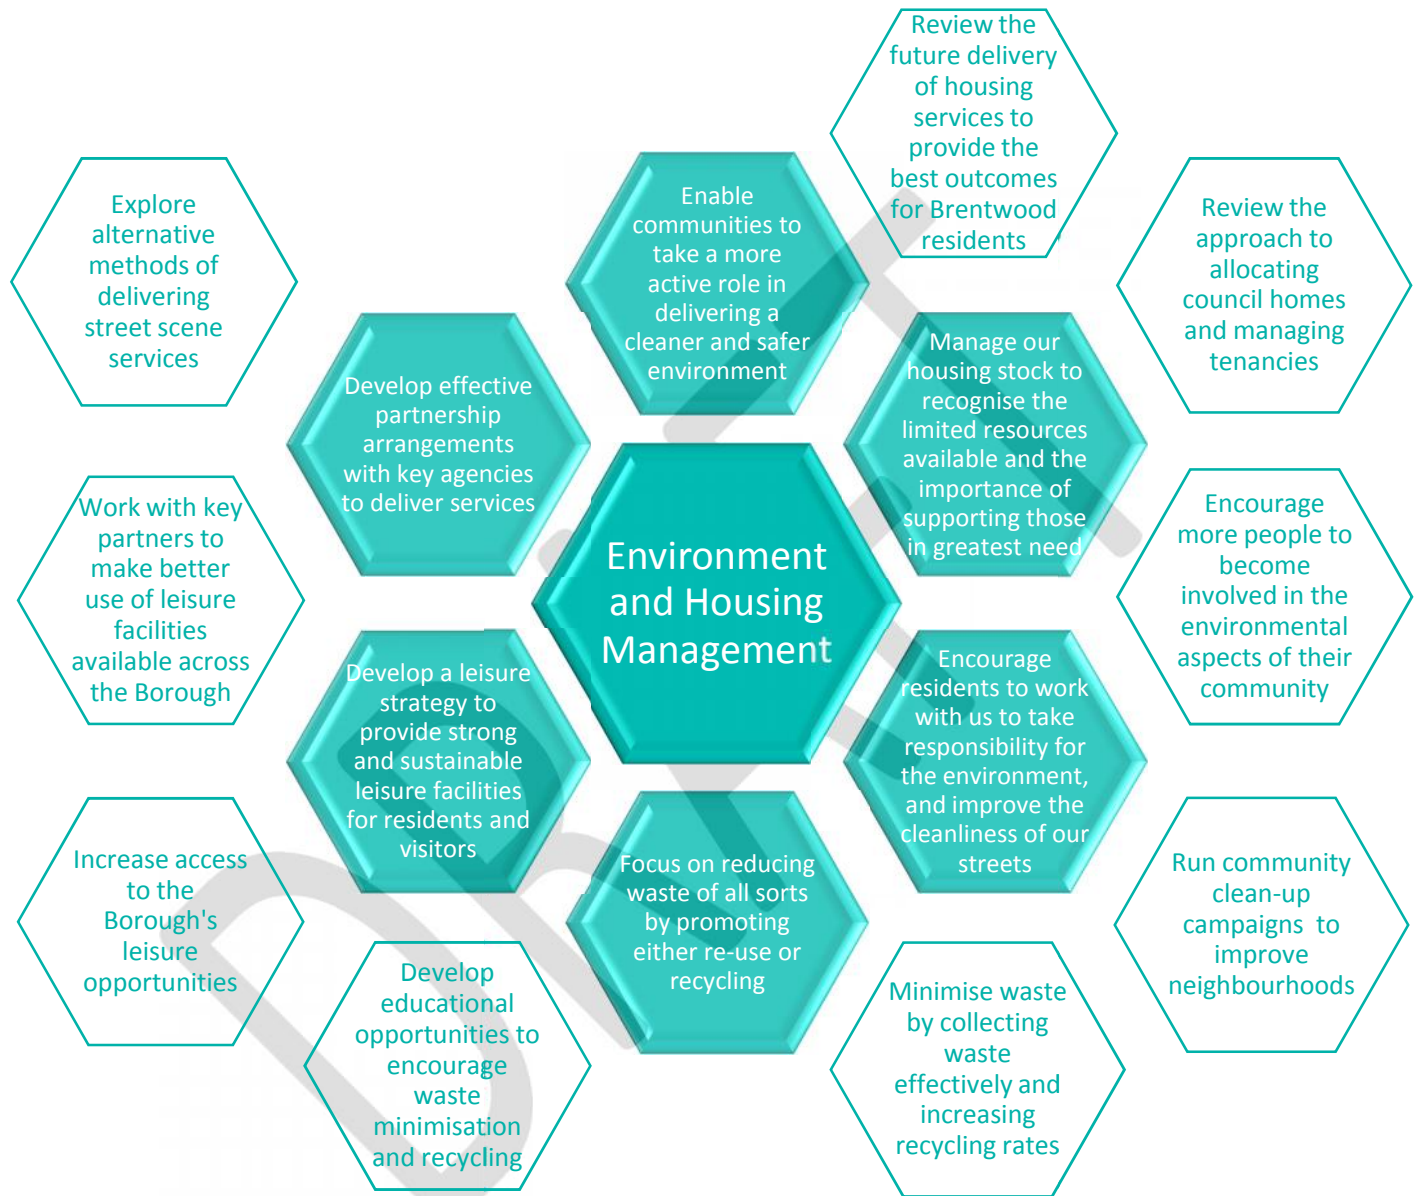 Review the
future delivery
of housing
services to
provide the
best outcomes
for Brentwood
residents
Explore
alternative
methods of
delivering
street scene
services
Enable
communities to
take a more
active role in
delivering a
cleaner and safer
environment
Review the
approach to
allocating
council homes
and managing
tenancies
Develop effective
partnership
arrangements
with key agencies
to deliver services
Manage our
housing stock to
recognise the
limited resources
available and the
importance of
supporting those
in greatest need
Work with key
partners to
make better
use of leisure
facilities
available across
the Borough
Environment
and Housing
Management
Encourage
more people to
become
involved in the
environmental
aspects of their
community
Develop a leisure
strategy to
provide strong
and sustainable
leisure facilities
for residents and
visitors
Encourage
residents to work
with us to take
responsibility for
the environment,
and improve the
cleanliness of our
streets
Increase access
to the
Borough's
leisure
opportunities
Focus on reducing
waste of all sorts
by promoting
either re-use or
recycling
Run community
clean-up
campaigns to
improve
neighbourhoods
Develop
educational
opportunities to
encourage
waste
minimisation
and recycling
Minimise waste
by collecting
waste
effectively and
increasing
recycling rates
DRAFT